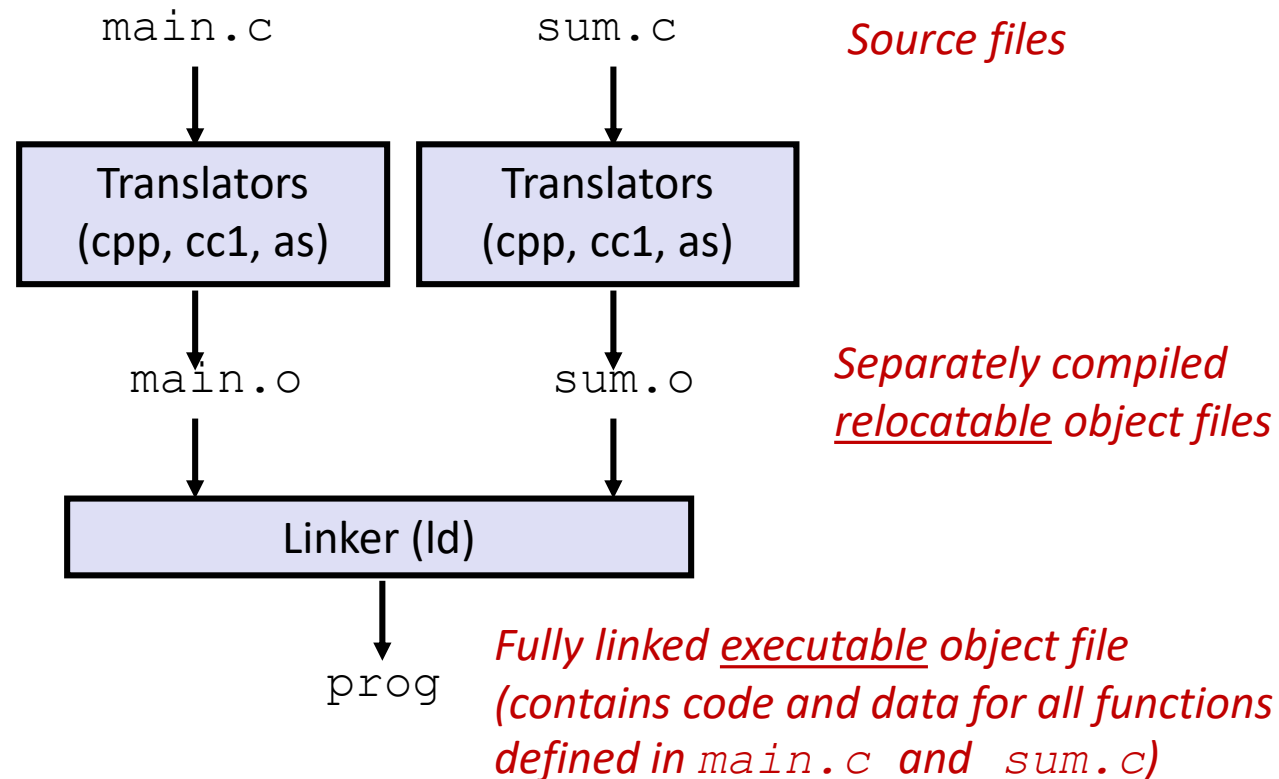 main.c
sum.c
Source files
Translators
(cpp, cc1, as)
Translators
(cpp, cc1, as)
main.o
sum.o
Separately compiled
relocatable object files
Linker (ld)
prog
Fully linked executable object file
(contains code and data for all functions
defined in main.c and sum.c)